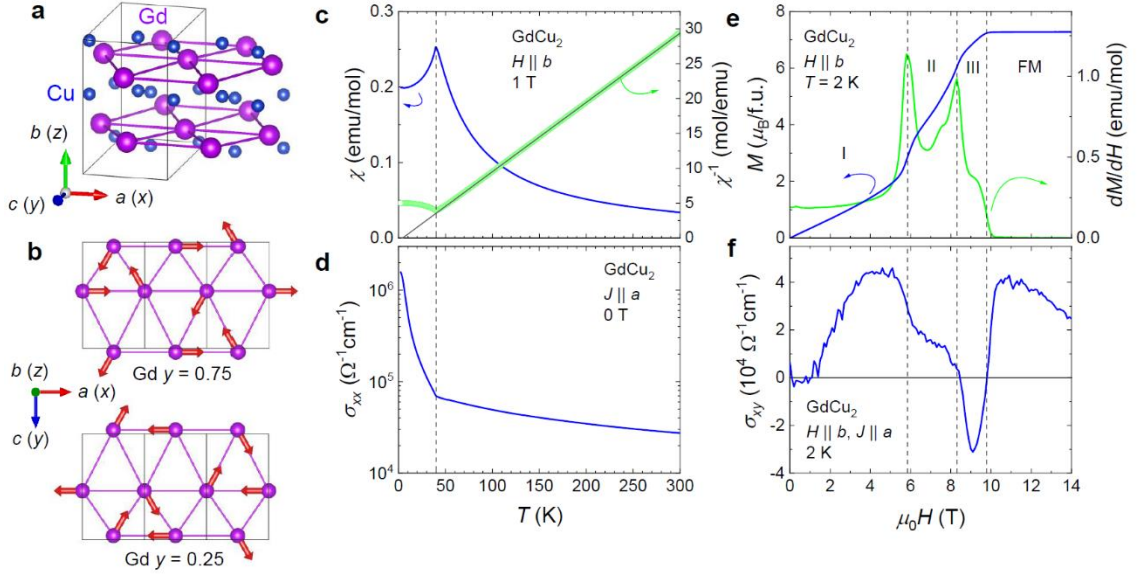 a
Gd
Cu
b (z)
a (x)
c (y)
b
Gd y = 0.75
b (z)
a (x)
c (y)
Gd y = 0.25
c
GdCu₂
H || b
1 T
χ (emu/mol)
0.3
0.2
0.1
0.0
χ⁻¹ (mol/emu)
30
25
20
15
10
5
0
d
GdCu₂
J || a
0 T
σxx (Ω⁻¹cm⁻¹)
10⁶
10⁵
10⁴
0 50 100 150 200 250 300
T (K)
e
GdCu₂
H || b
T = 2 K
I
II
III
FM
M (μB/f.u.)
8
6
4
2
0
dM/dH (emu/mol)
1.0
0.5
0.0
f
GdCu₂
H || b, J || a
2 K
σxy (10⁴ Ω⁻¹cm⁻¹)
4
2
0
-2
-4
0 2 4 6 8 10 12 14
μ₀H (T)